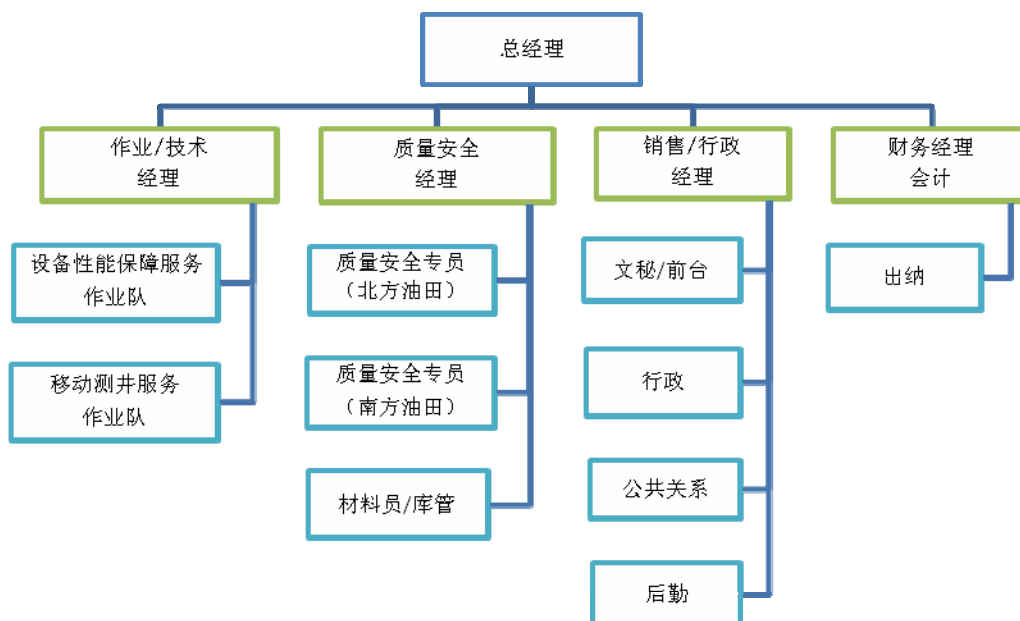 总经理
作业/技术
经理
质量安全
经理
销售/行政
经理
财务经理
会计
设备性能保障服务
作业队
质量安全专员
（北方油田）
文秘/前台
出纳
移动测井服务
作业队
质量安全专员
（南方油田）
行政
材料员/库管
公共关系
后勤